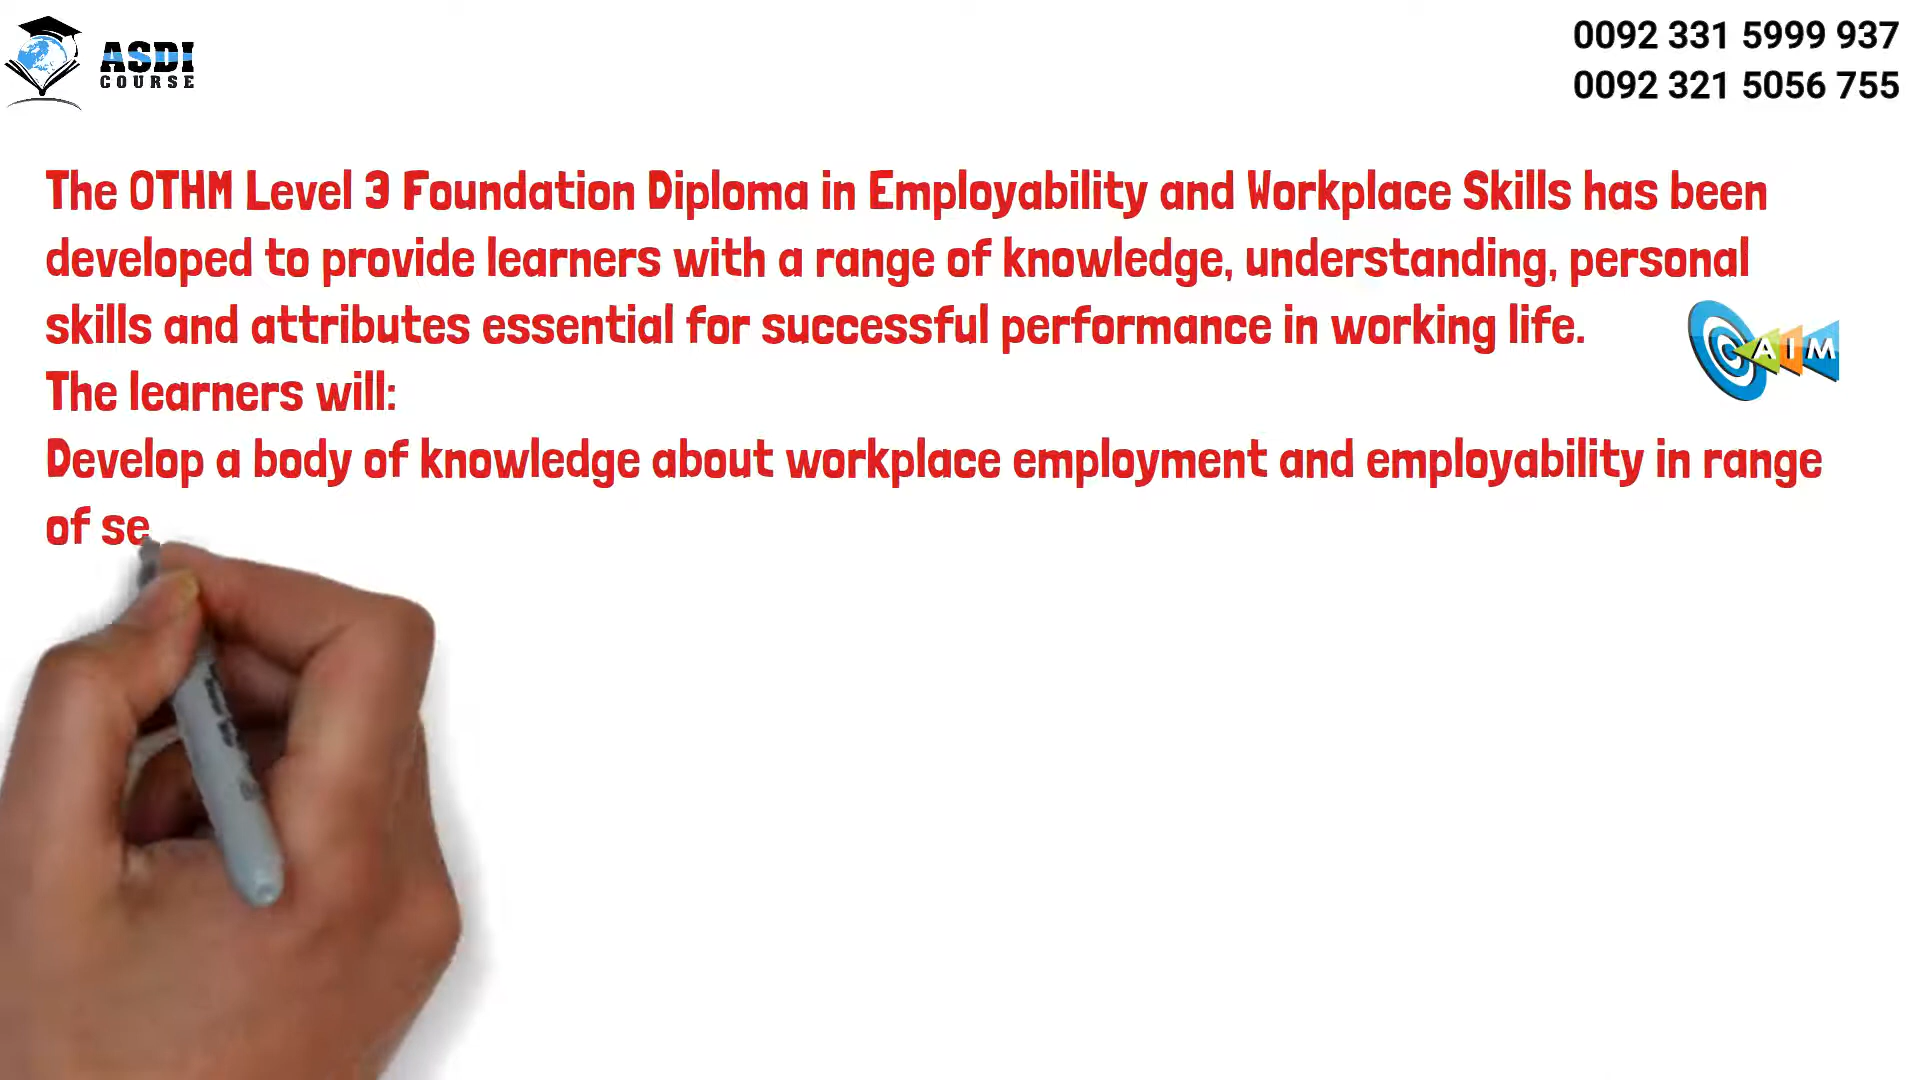 ASDI
COURSE
0092 331 5999 937
0092 321 5056 755
The OTHM Level 3 Foundation Diploma in Employability and Workplace Skills has been
developed to provide learners with a range of knowledge, understanding, personal
skills and attributes essential for successful performance in working life.
AIM
The learners will:
Develop a body of knowledge about workplace employment and employability in range
of se